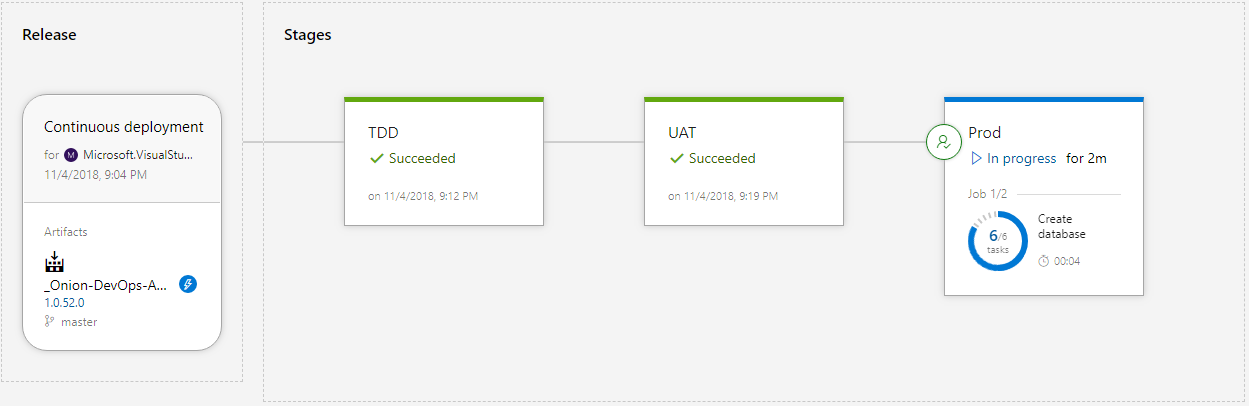 Release
Continuous deployment
for M Microsoft.VisualStu...
11/4/2018, 9:04 PM
Artifacts
_Onion-DevOps-A...
1.0.52.0
master
Stages
TDD
Succeeded
on 11/4/2018, 9:12 PM
UAT
Succeeded
on 11/4/2018, 9:19 PM
Prod
In progress for 2m
Job 1/2
6/6
tasks
Create
database
00:04